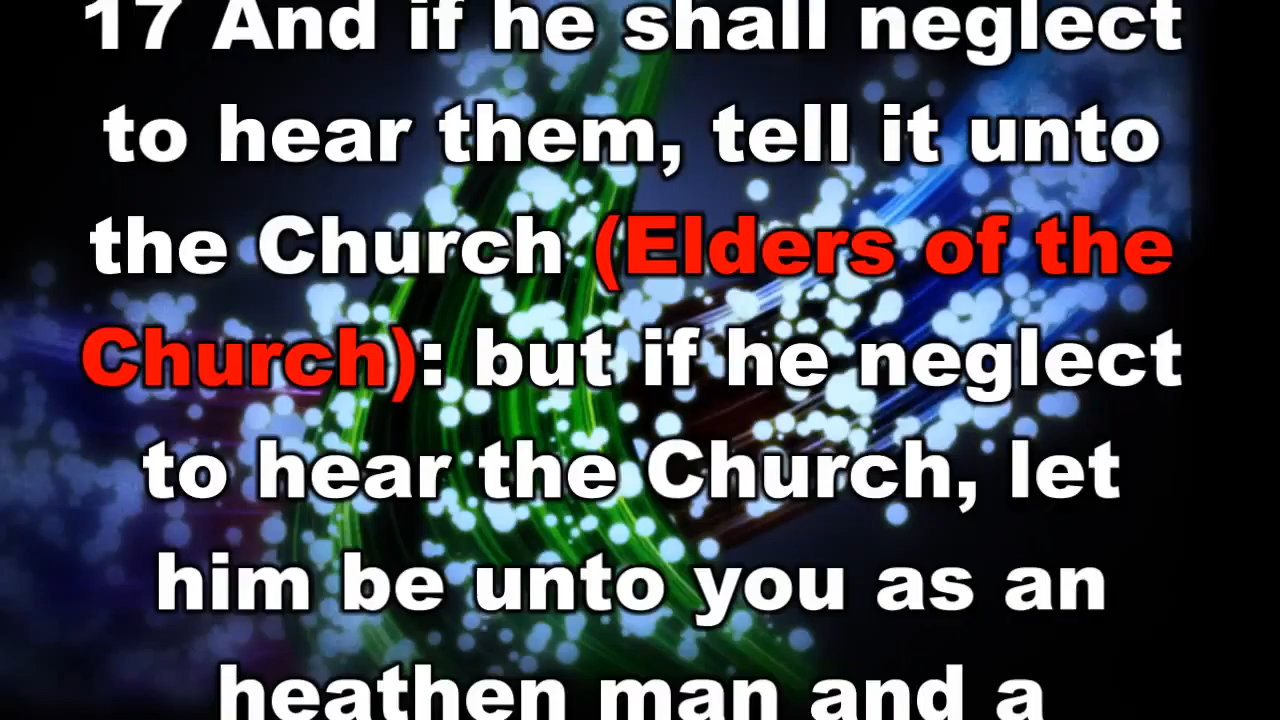 17 And if he shall neglect
to hear them, tell it unto
the Church (Elders of the
Church): but if he neglect
to hear the Church, let
him be unto you as an
heathen man and a